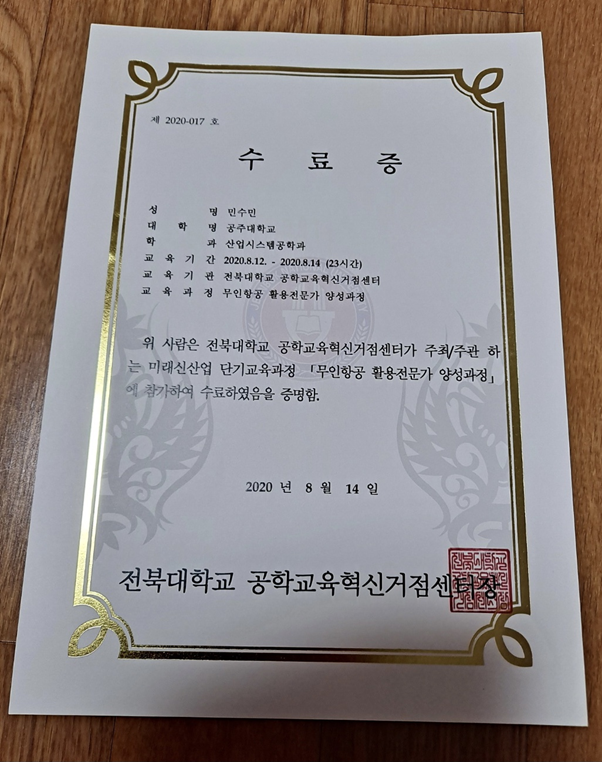 제 2020-017 호
수 료 증
성 명 민수민
대 학 명 공주대학교
학 과 산업시스템공학과
교 육 기 간 2020.8.12. - 2020.8.14 (23시간)
교 육 기 관 전북대학교 공학교육혁신거점센터
교 육 과 정 무인항공 활용전문가 양성과정
위 사람은 전북대학교 공학교육혁신거점센터가 주최/주관 하
는 미래신산업 단기교육과정 「무인항공 활용전문가 양성과정」
에 참가하여 수료하였음을 증명함.
2020 년 8 월 14 일
전북대학교 공학교육혁신거점센터장